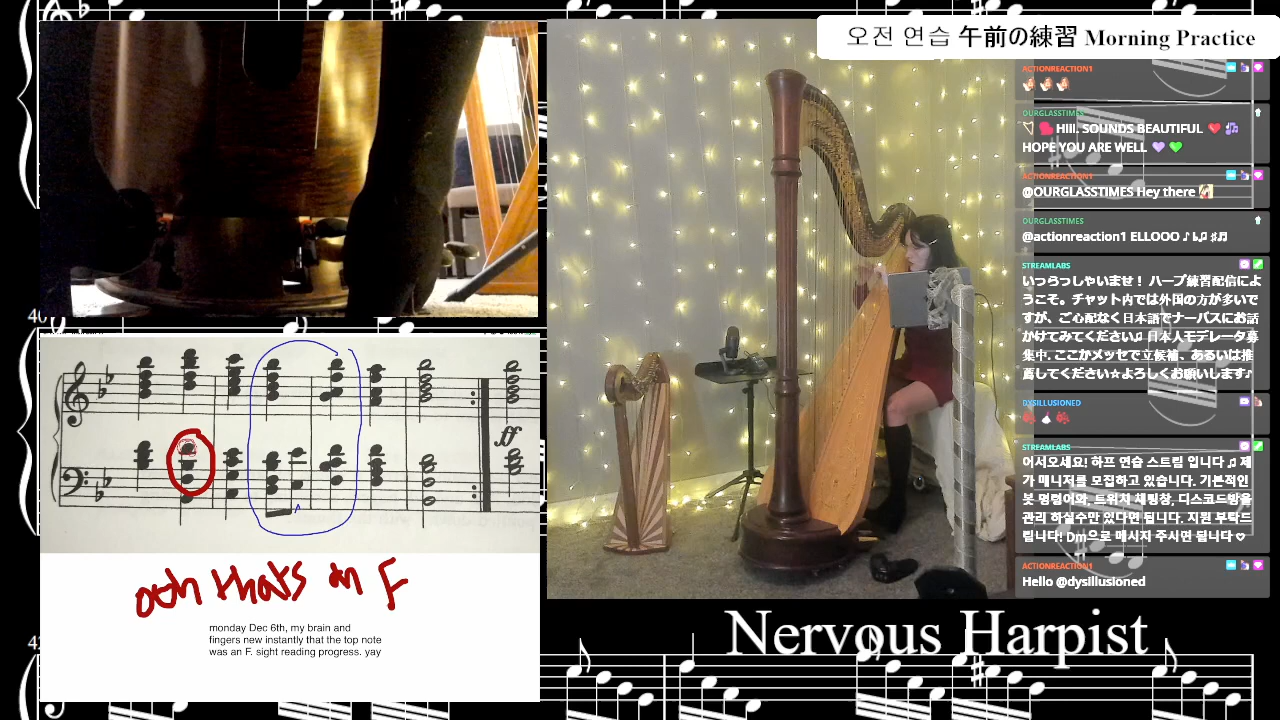 오전 연습 午前の練習 Morning Practice
ACTIONREACTION1
OURGLASSTIMES
HIII. SOUNDS BEAUTIFUL
HOPE YOU ARE WELL
ACTIONREACTION1
@OURGLASSTIMES Hey there
OURGLASSTIMES
@actionreaction1 ELLOOO ♪ ♭♫ ♯♬
STREAMLABS
いらっしゃいませ！ ハープ練習配信によ
うこそ。チャット内では外国の方が多いで
すが、ご心配なく日本語でナーバスにお話
かけてみてください♫ 日本人モデレータ募
集中。ここかメッセで立候補、あるいは推
薦してください☆よろしくお願いします♪
DYSILLUSIONED
STREAMLABS
어서오세요! 하프 연습 스트림 입니다 ♫ 제
가 매니저를 모집하고 있습니다. 기본적인
봇 명령어와, 트위치 채팅창, 디스코드방을
관리 하실수만 있다면 됩니다. 지원 부탁드
립니다! Dm으로 메시지 주시면 됩니다 ♡
ACTIONREACTION1
Hello @dysillusioned
ff
ooh thats an F
monday Dec 6th, my brain and
fingers new instantly that the top note
was an F. sight reading progress. yay
Nervous Harpist